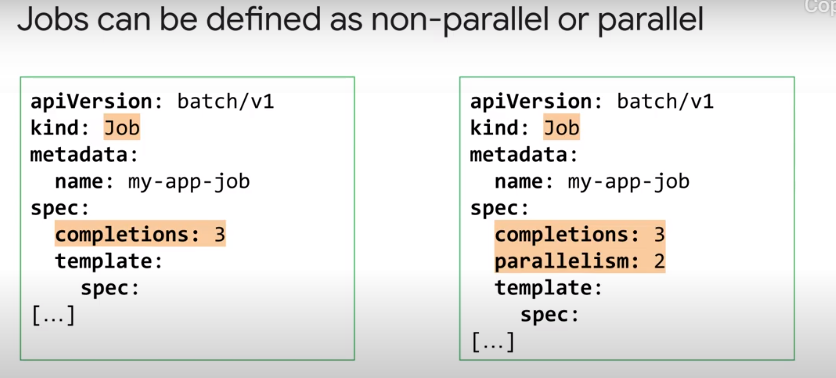 Jobs can be defined as non-parallel or parallel
apiVersion: batch/v1
kind: Job
metadata:
  name: my-app-job
spec:
  completions: 3
  template:
    spec:
[...]
apiVersion: batch/v1
kind: Job
metadata:
  name: my-app-job
spec:
  completions: 3
  parallelism: 2
  template:
    spec:
[...]